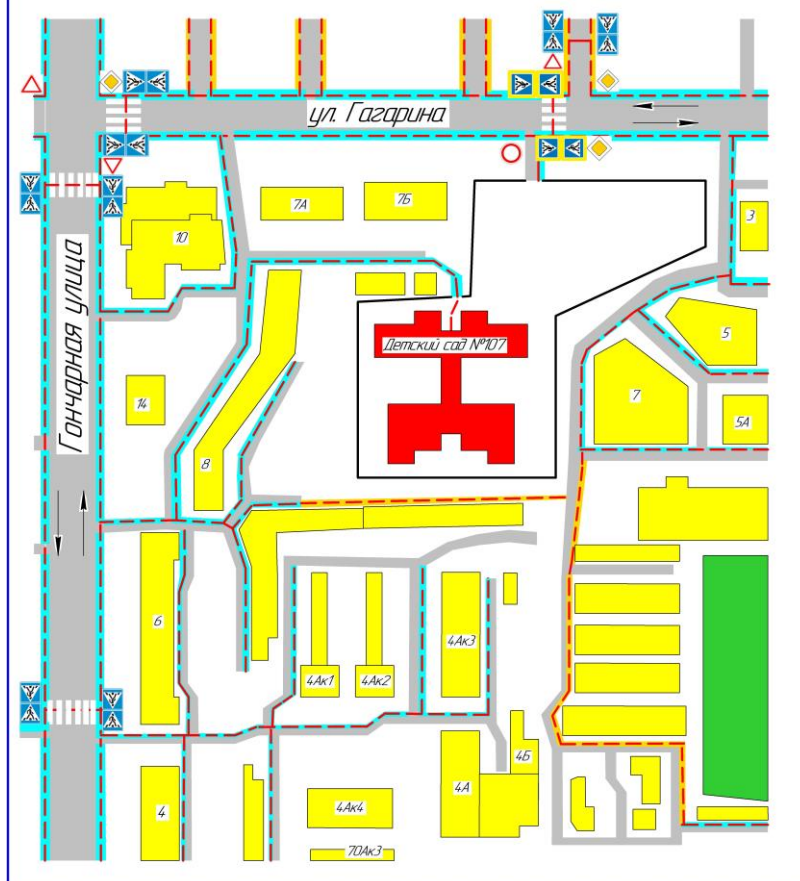 ул. Гагарина
7А
7Б
3
10
Гончарная улица
Детский сад №107
5
7
14
5А
8
6
4Ак3
4Ак1
4Ак2
4Б
4А
4
4Ак4
70Ак3